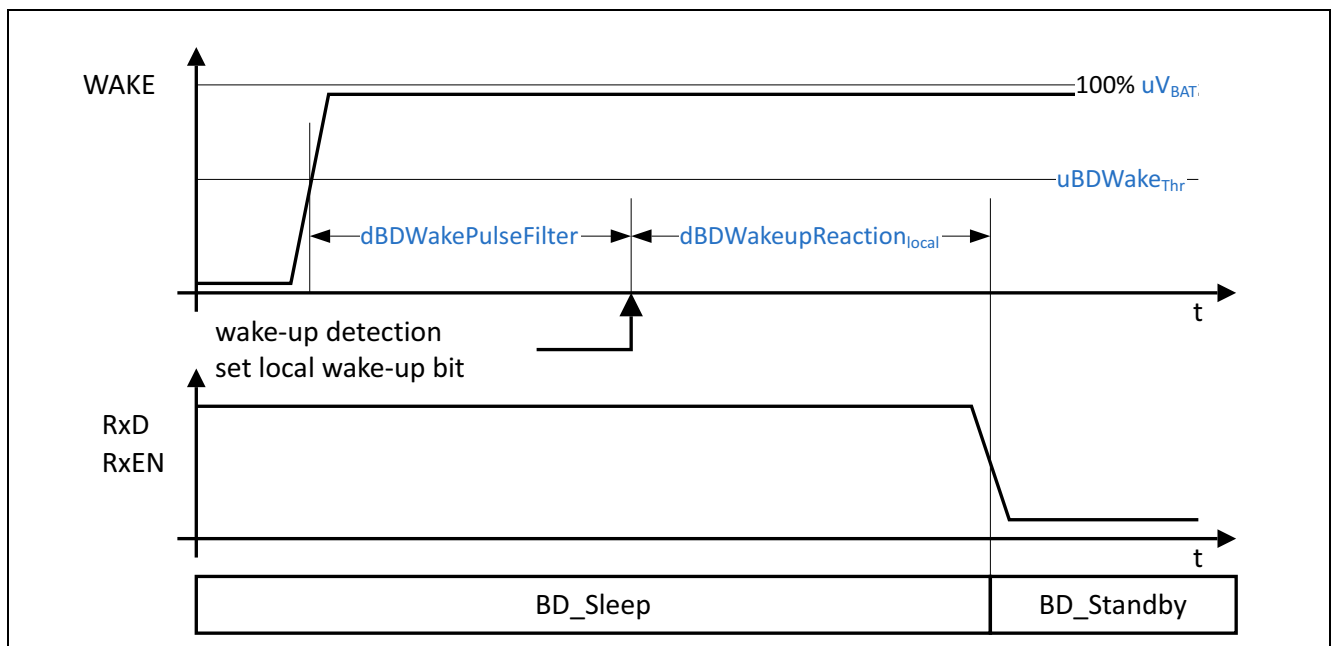 WAKE
100% uVBAT
uBDWakeThr
dBDWakePulseFilter
dBDWakeupReactionlocal
t
wake-up detection
set local wake-up bit
RxD
RxEN
t
BD_Sleep
BD_Standby